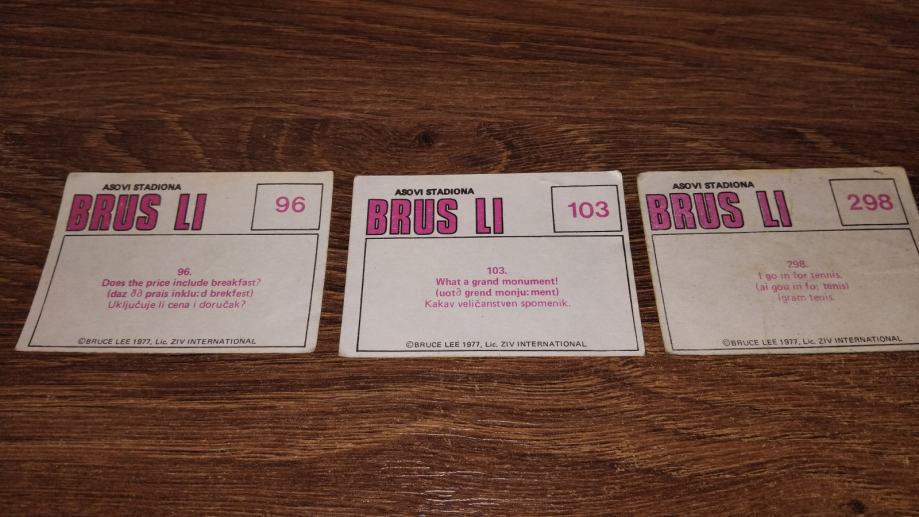 ASOVI STADIONA
BRUS LI
96
96.
Does the price include breakfast?
(daz ðð prais inklu:d brekfest)
Uključuje li cena i doručak?
©BRUCE LEE 1977, Lic. ZIV INTERNATIONAL
ASOVI STADIONA
BRUS LI
103
103.
What a grand monument!
(uotð grend monju:ment)
Kakav veličanstven spomenik.
©BRUCE LEE 1977, Lic. ZIV INTERNATIONAL
ASOVI STADIONA
BRUS LI
298
298.
I go in for tennis.
(ai gou in fo: tenis)
Igram tenis.
©BRUCE LEE 1977, Lic. ZIV INTERNATIONAL